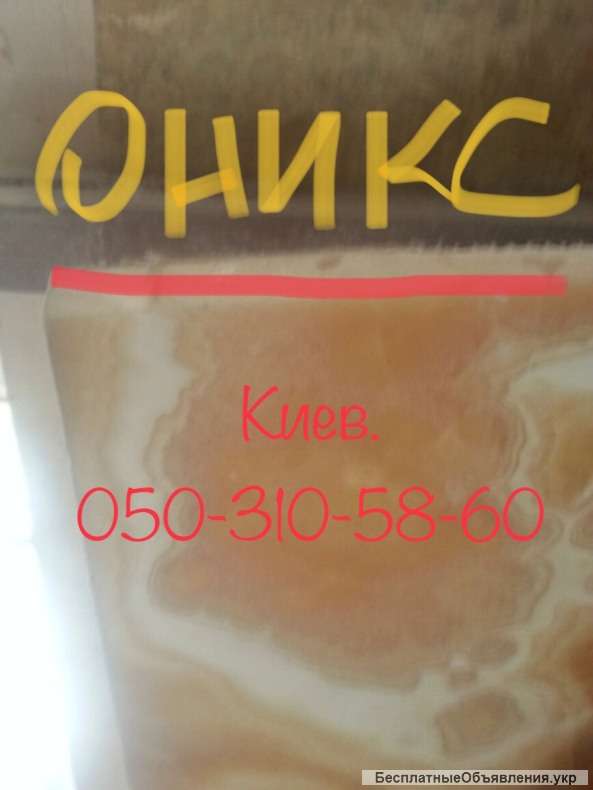 ОНИКС
Киев.
050-310-58-60
БесплатныеОбъявления.укр